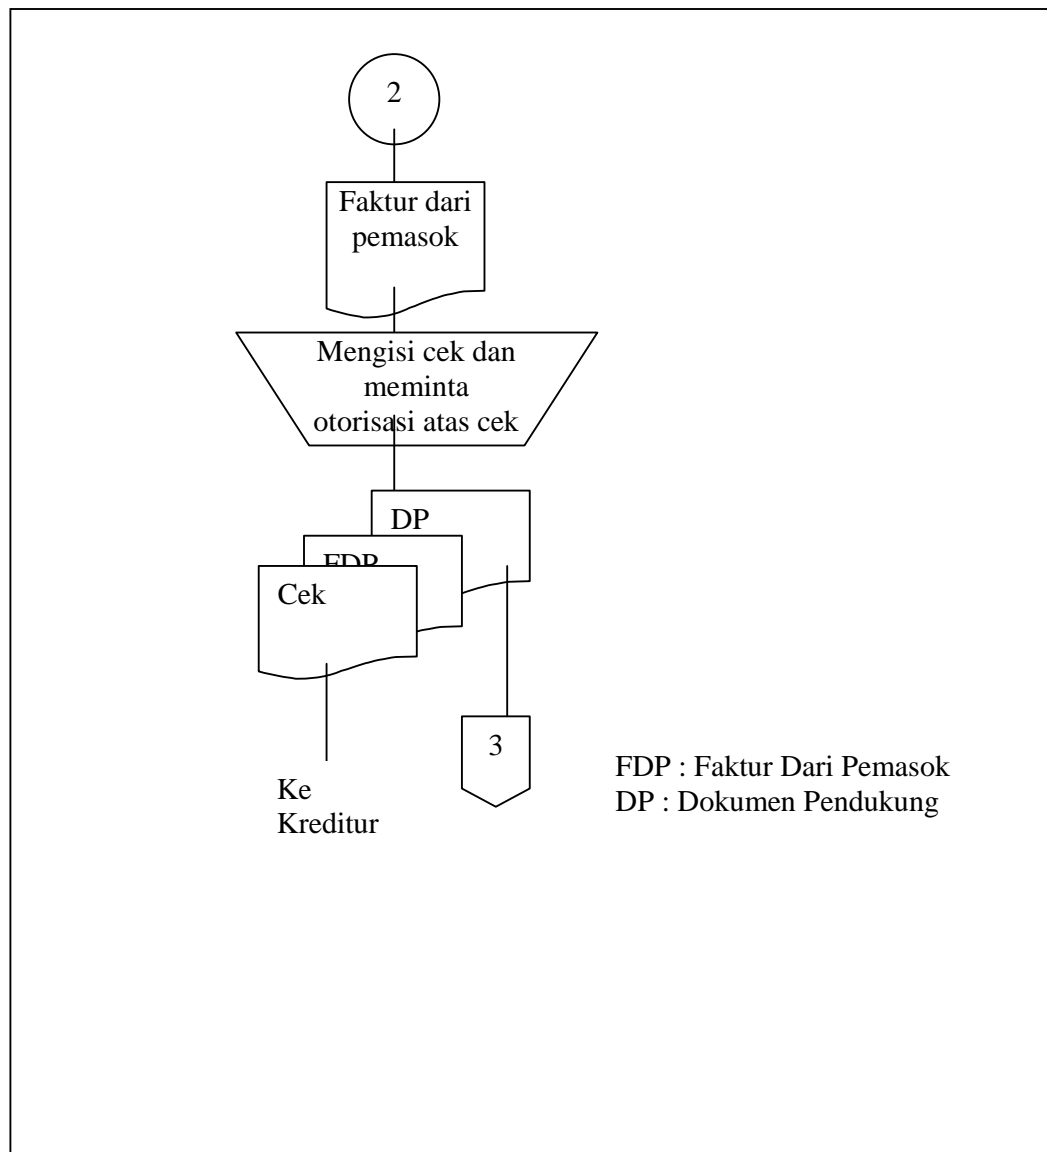 2
Faktur dari
pemasok
Mengisi cek dan
meminta
otorisasi atas cek
DP
FDP
Cek
3
Ke
Kreditur
FDP : Faktur Dari Pemasok
DP : Dokumen Pendukung